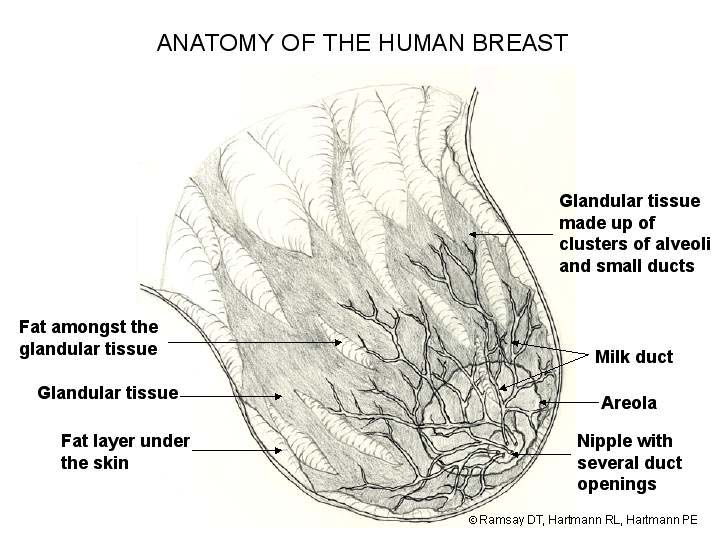 ANATOMY OF THE HUMAN BREAST
Glandular tissue
made up of
clusters of alveoli
and small ducts
Fat amongst the
glandular tissue
Milk duct
Glandular tissue
Areola
Fat layer under
the skin
Nipple with
several duct
openings
© Ramsay DT, Hartmann RL, Hartmann PE